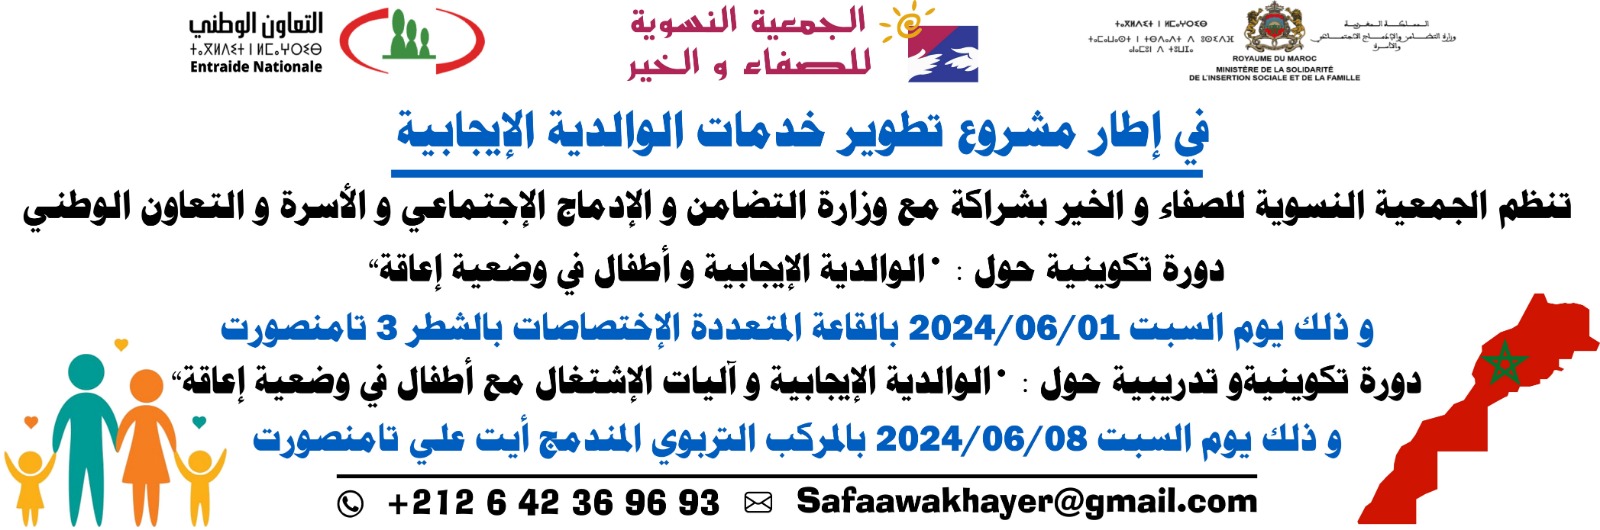 المملكة المغربية
وزارة التضامن والإدماج الاجتماعي
والأسرة
ⵜⴰⴳⵍⴷⵉⵜ ⵏ ⵍⵎⵖⵔⵉⴱ
ROYAUME DU MAROC
MINISTÈRE DE LA SOLIDARITÉ
DE L'INSERTION SOCIALE ET DE LA FAMILLE
الجمعية النسوية
للصفاء و الخير
التعاون الوطني
Entraide Nationale
في إطار مشروع تطوير خدمات الوالدية الإيجابية
تنظم الجمعية النسوية للصفاء و الخير بشراكة مع وزارة التضامن و الإدماج الإجتماعي و الأسرة و التعاون الوطني
دورة تكوينية حول : "الوالدية الإيجابية و أطفال في وضعية إعاقة“
و ذلك يوم السبت 2024/06/01 بالقاعة المتعددة الإختصاصات بالشطر 3 تامنصورت
دورة تكوينيةو تدريبية حول : "الوالدية الإيجابية و آليات الإشتغال مع أطفال في وضعية إعاقة“
و ذلك يوم السبت 2024/06/08 بالمركب التربوي المندمج أيت علي تامنصورت
+212 6 42 36 96 93 Safaawakhayer@gmail.com